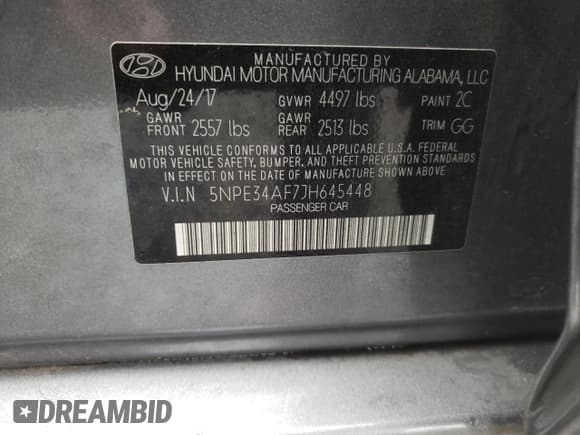 MANUFACTURED BY
HYUNDAI MOTOR MANUFACTURING ALABAMA, LLC
Aug/24/17 GVWR 4497 lbs PAINT 2C
GAWR FRONT 2557 lbs GAWR REAR 2513 lbs TRIM GG
THIS VEHICLE CONFORMS TO ALL APPLICABLE U.S.A. FEDERAL
MOTOR VEHICLE SAFETY, BUMPER, AND THEFT PREVENTION STANDARDS
IN EFFECT ON THE DATE OF MANUFACTURE SHOWN ABOVE.
V.I.N 5NPE34AF7JH645448
PASSENGER CAR
DREAMBID